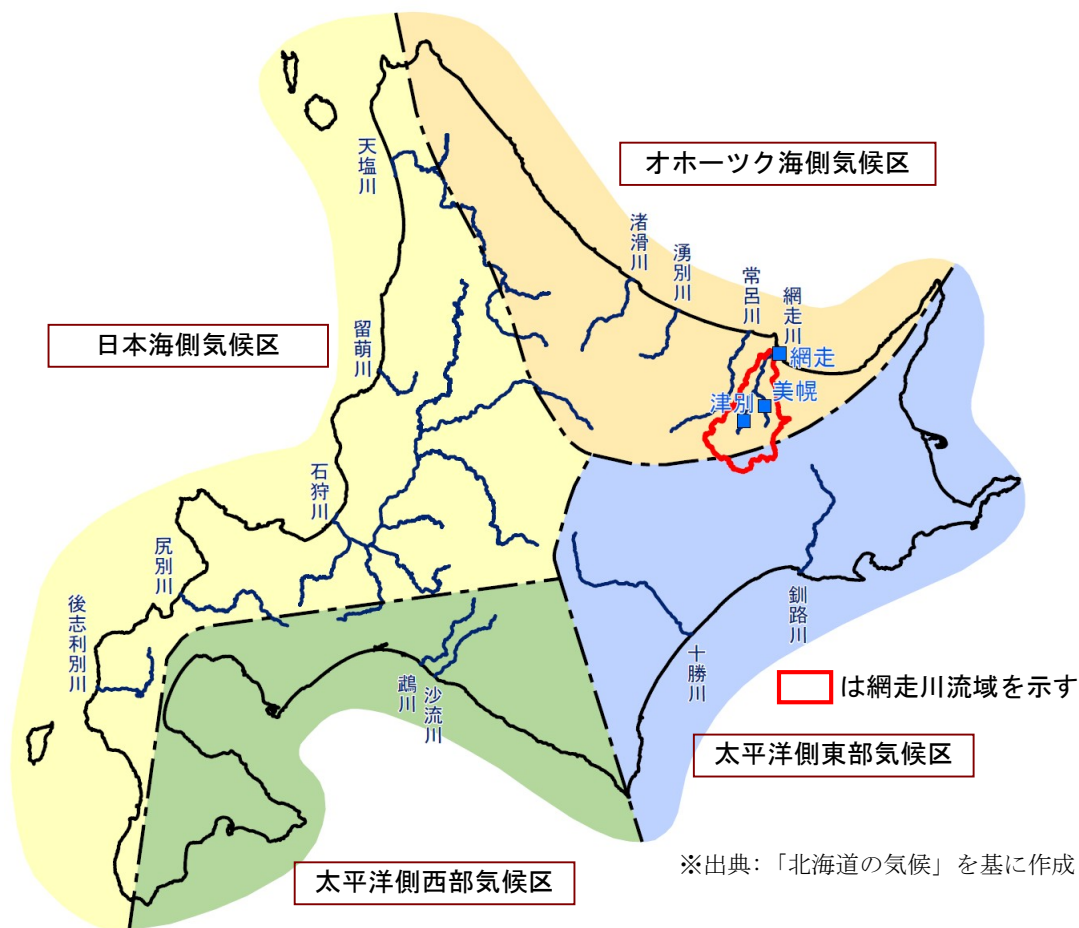 オホーツク海側気候区
天塩川
渚滑川
湧別川
常呂川
網走川
日本海側気候区
留萌川
網走
美幌
津別
石狩川
尻別川
後志利別川
鵡川
沙流川
十勝川
釧路川
は網走川流域を示す
太平洋側東部気候区
太平洋側西部気候区
※出典:「北海道の気候」を基に作成